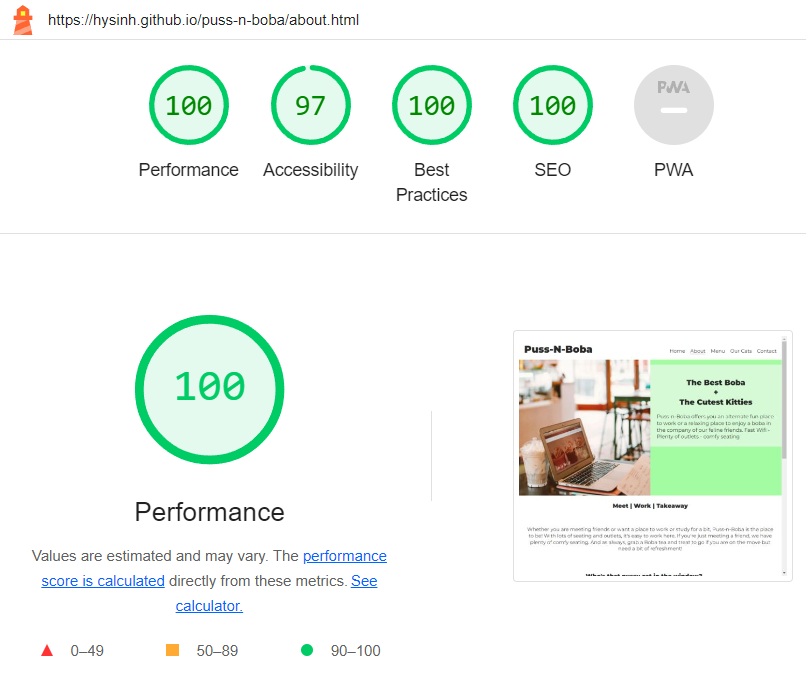 https://hysinh.github.io/puss-n-boba/about.html
100
97
100
100
PWA
Performance
Accessibility
Best
Practices
SEO
PWA
100
Performance
Values are estimated and may vary. The performance
score is calculated directly from these metrics. See
calculator.
0–49
50–89
90–100
Puss-N-Boba
Home About Menu Our Cats Contact
The Best Boba
+
The Cutest Kitties
Puss-n-Boba offers you an alternate fun place
to work or a relaxing place to enjoy a boba in
the company of our feline friends. Fast Wifi -
Plenty of outlets - comfy seating
Meet | Work | Takeaway
Whether you are meeting friends or want a place to work or study for a bit, Puss-n-Boba is the place
to be! With lots of seating and outlets, it's easy to work here. If you're just meeting a friend, we have
plenty of comfy seating. And as always, grab a Boba tea and treat to go if you are on the move but
need a bit of refreshment!